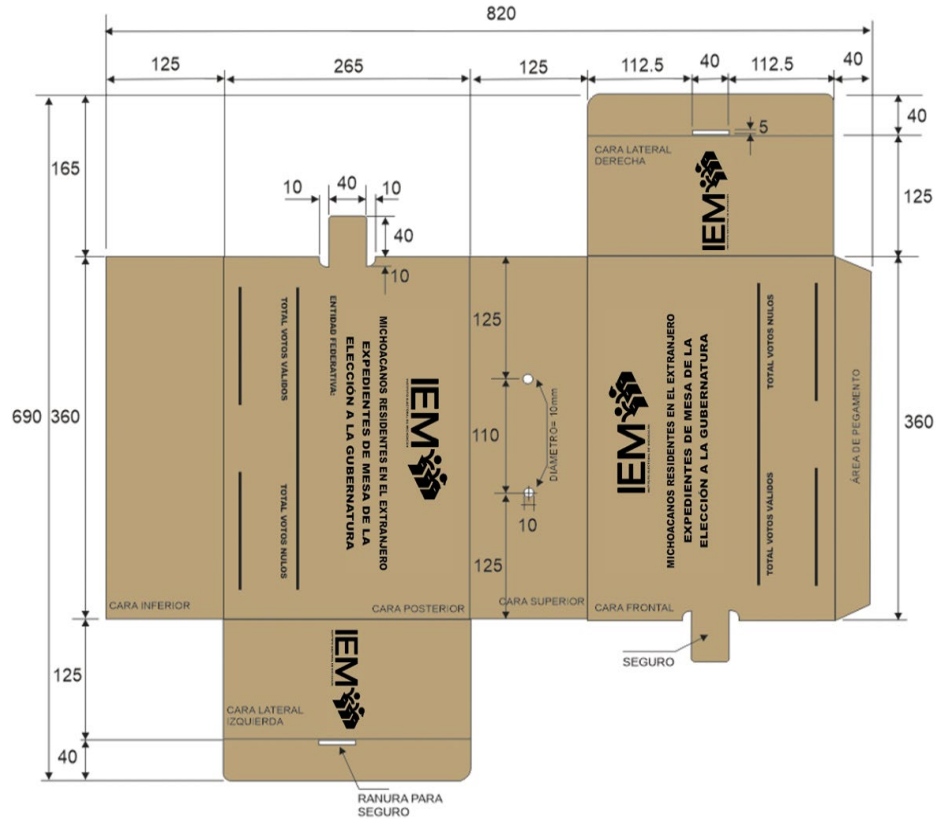 820
125
265
125
112.5
40
112.5
40
40
5
165
CARA LATERAL
DERECHA
125
IEM
10
40
10
40
10
TOTAL VOTOS VÁLIDOS
TOTAL VOTOS NULOS
ENTIDAD FEDERATIVA:
MICHOACANOS RESIDENTES EN EL EXTRANJERO
EXPEDIENTES DE MESA DE LA
ELECCIÓN A LA GUBERNATURA
IEM
125
110
DIÁMETRO= 10mm
10
125
IEM
MICHOACANOS RESIDENTES EN EL EXTRANJERO
EXPEDIENTES DE MESA DE LA
ELECCIÓN A LA GUBERNATURA
TOTAL VOTOS NULOS
TOTAL VOTOS VÁLIDOS
ÁREA DE PEGAMENTO
690
360
360
CARA INFERIOR
CARA POSTERIOR
CARA SUPERIOR
CARA FRONTAL
SEGURO
125
IEM
CARA LATERAL
IZQUIERDA
40
RANURA PARA
SEGURO